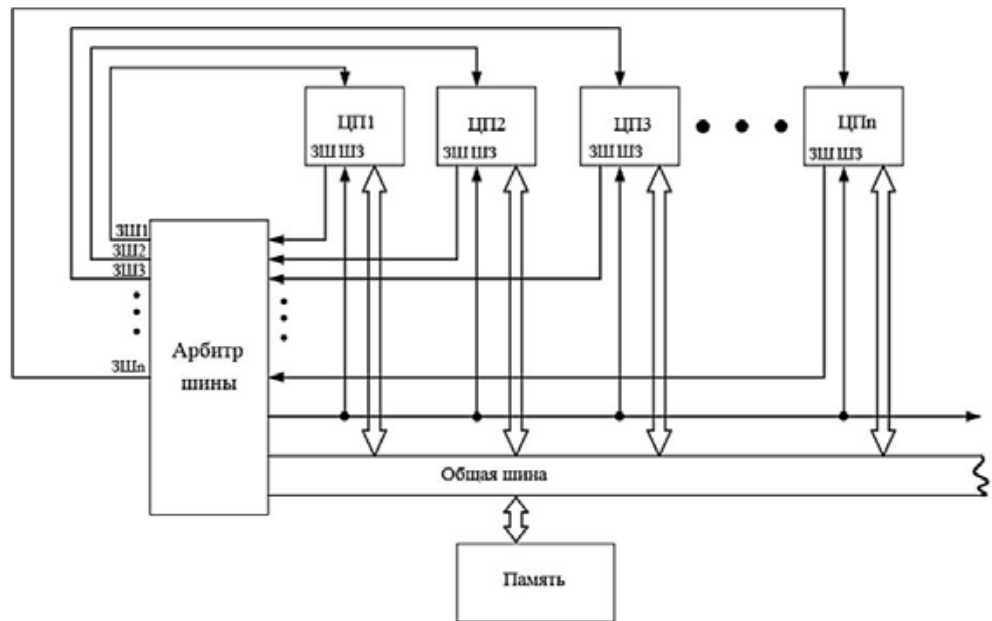 ЦП1
ЦП2
ЦП3
ЦПn
ЗШ ШЗ
ЗШ ШЗ
ЗШ ШЗ
ЗШ ШЗ
ЗШ1
ЗШ2
ЗШ3
ЗШn
Арбитр
шины
Общая шина
Память